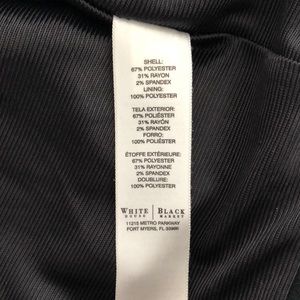 SHELL:
67% POLYESTER
31% RAYON
2% SPANDEX
LINING:
100% POLYESTER
TELA EXTERIOR:
67% POLIÉSTER
31% RAYÓN
2% SPANDEX
FORRO:
100% POLIÉSTER
ÉTOFFE EXTÉRIEURE:
67% POLYESTER
31% RAYONNE
2% SPANDEX
DOUBLURE:
100% POLYESTER
WHITE | BLACK
HOUSE | MARKET
11215 METRO PARKWAY
FORT MYERS, FL 33966